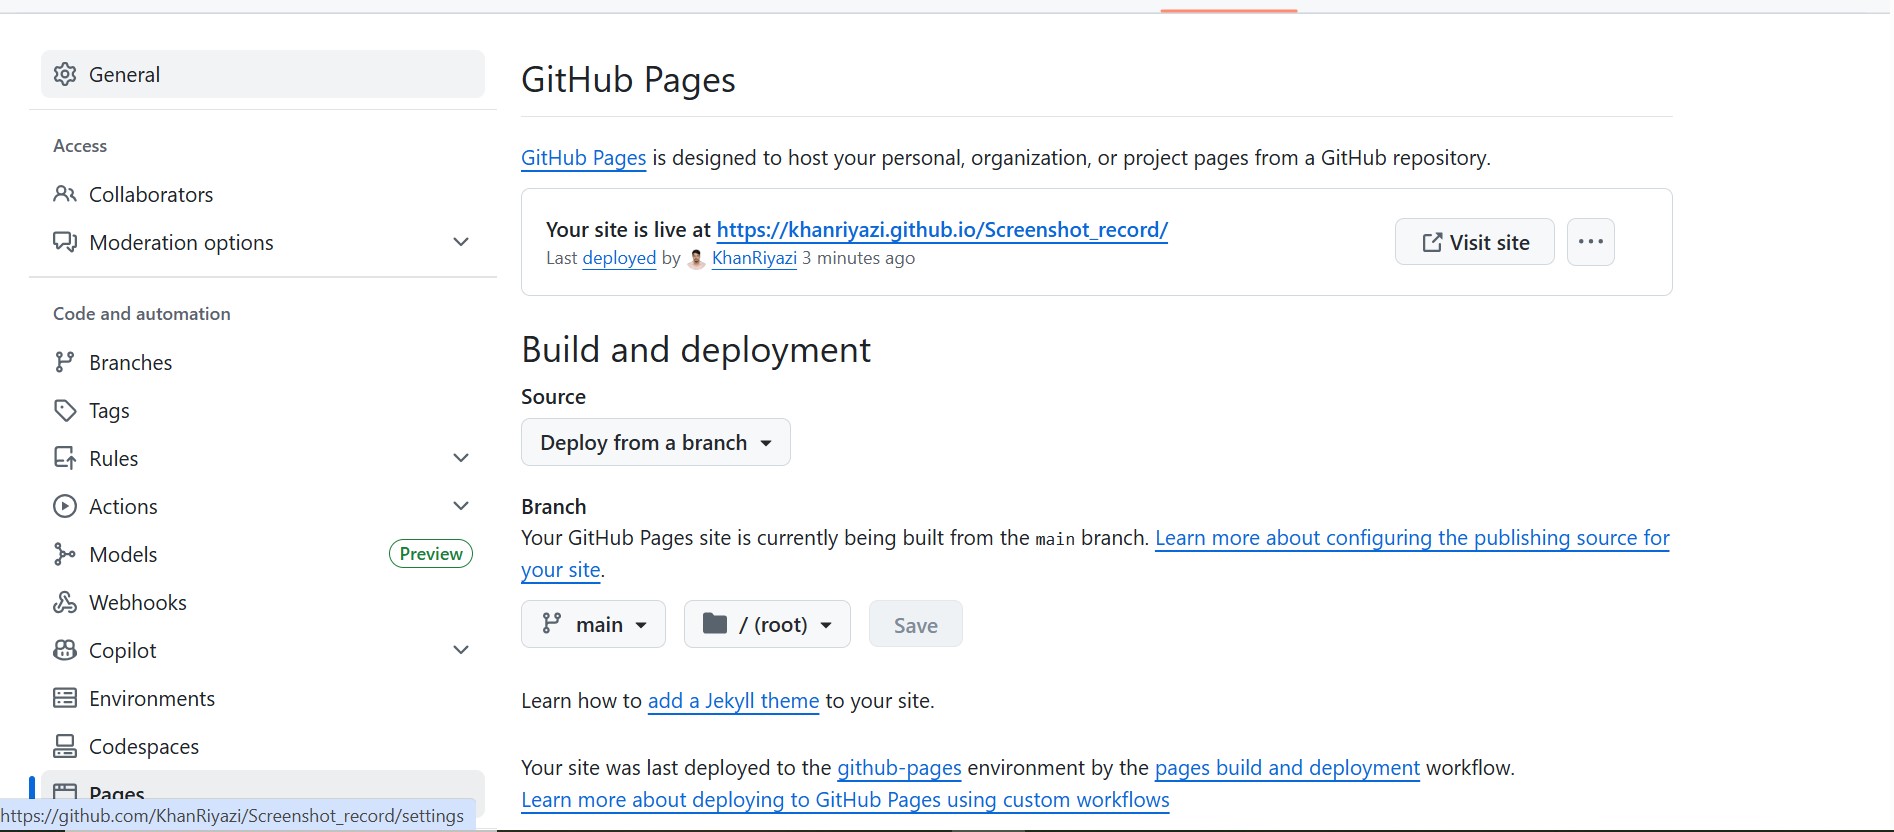 General
Access
Collaborators
Moderation options
Code and automation
Branches
Tags
Rules
Actions
Models Preview
Webhooks
Copilot
Environments
Codespaces
Pages
https://github.com/KhanRiyazi/Screenshot_record/settings
GitHub Pages
GitHub Pages is designed to host your personal, organization, or project pages from a GitHub repository.
Your site is live at https://khanriyazi.github.io/Screenshot_record/
Last deployed by KhanRiyazi 3 minutes ago
Visit site
Build and deployment
Source
Deploy from a branch
Branch
Your GitHub Pages site is currently being built from the main branch. Learn more about configuring the publishing source for
your site.
main / (root) Save
Learn how to add a Jekyll theme to your site.
Your site was last deployed to the github-pages environment by the pages build and deployment workflow.
Learn more about deploying to GitHub Pages using custom workflows